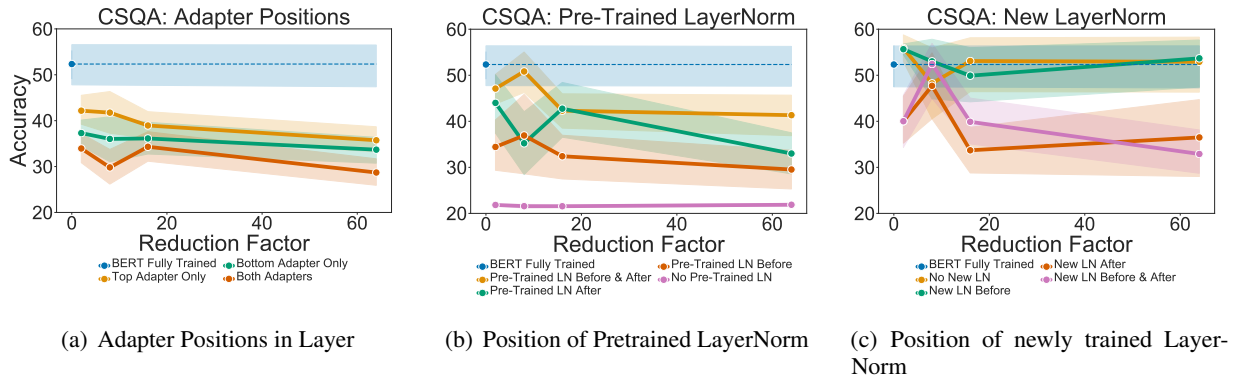 CSQA: Adapter Positions
60
50
40
30
20
Accuracy
0 20 40 60
Reduction Factor
BERT Fully Trained Bottom Adapter Only
Top Adapter Only Both Adapters
(a) Adapter Positions in Layer
CSQA: Pre-Trained LayerNorm
60
50
40
30
20
0 20 40 60
Reduction Factor
BERT Fully Trained Pre-Trained LN Before
Pre-Trained LN Before & After No Pre-Trained LN
Pre-Trained LN After
(b) Position of Pretrained LayerNorm
CSQA: New LayerNorm
60
50
40
30
20
0 20 40 60
Reduction Factor
BERT Fully Trained New LN After
No New LN New LN Before & After
New LN Before
(c) Position of newly trained Layer-
Norm